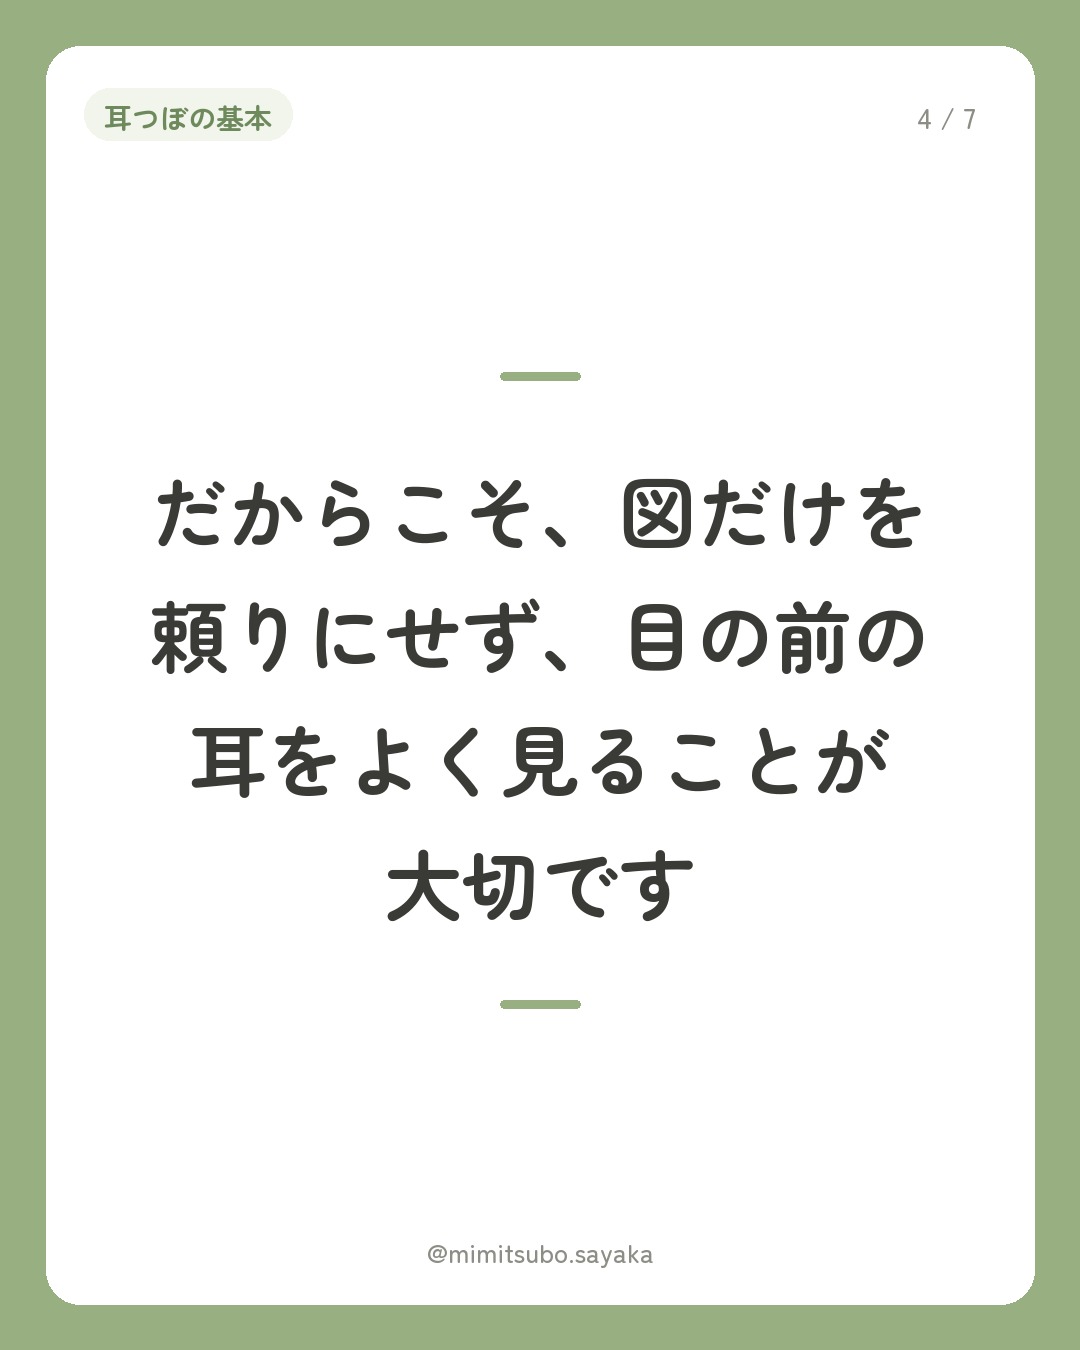 耳つぼの基本
4 / 7
だからこそ、図だけを
頼りにせず、目の前の
耳をよく見ることが
大切です
@mimitsubo.sayaka